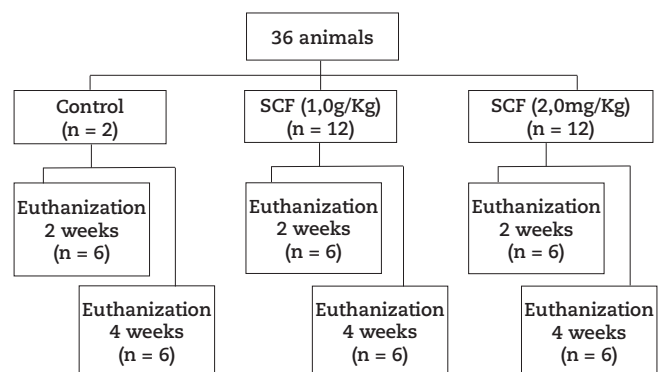 36 animals
Control
(n = 2)
SCF (1,0g/Kg)
(n = 12)
SCF (2,0mg/Kg)
(n = 12)
Euthanization
2 weeks
(n = 6)
Euthanization
2 weeks
(n = 6)
Euthanization
2 weeks
(n = 6)
Euthanization
4 weeks
(n = 6)
Euthanization
4 weeks
(n = 6)
Euthanization
4 weeks
(n = 6)